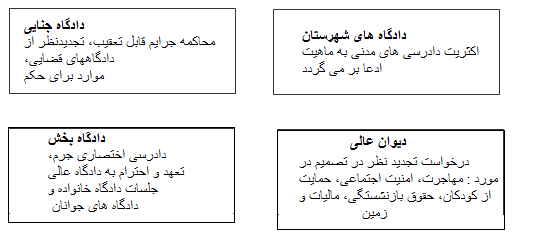 دادگاه جنایی
محاکمه جرایم قابل تعقیب، تجدیدنظر از
دادگاههای قضایی،
موارد برای حکم
دادگاه های شهرستان
اکثریت دادرسی های مدنی به ماهیت
ادعا بر می گردد
دادگاه بخش
دادرسی اختصاری جرم،
تعهد و احترام به دادگاه عالی
جلسات دادگاه خانواده و
دادگاه های جوانان
دیوان عالی
درخواست تجدید نظر در تصمیم در
مورد : مهاجرت، امنیت اجتماعی، حمایت
از کودکان، حقوق بازنشستگی، مالیات و
زمین